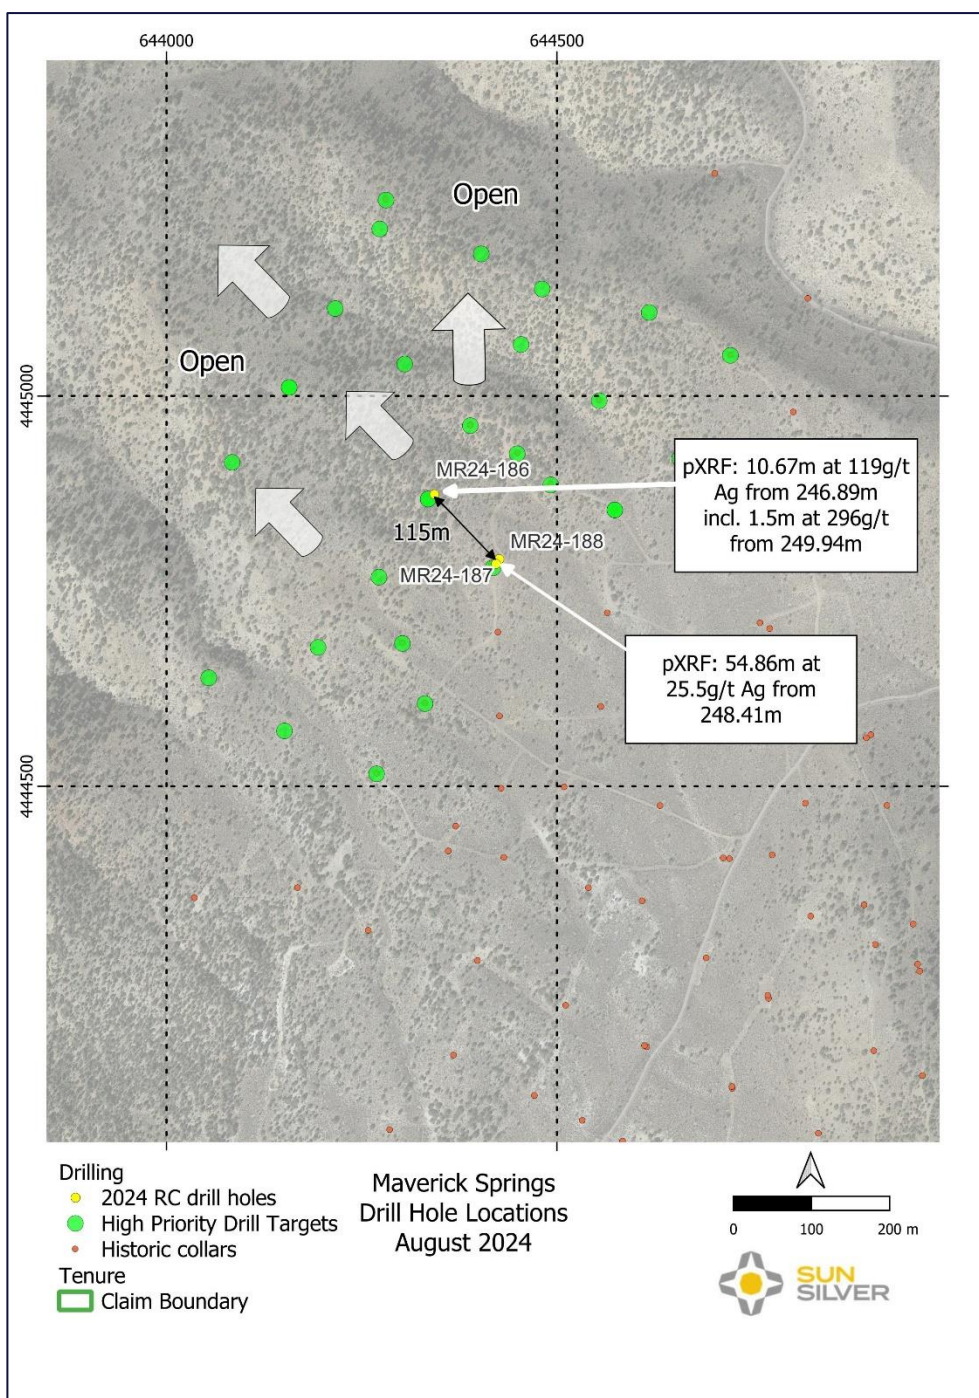 644000
644500
Open
Open
4445000
MR24-186
pXRF: 10.67m at 119g/t
Ag from 246.89m
incl. 1.5m at 296g/t
from 249.94m
115m
MR24-188
MR24-187
pXRF: 54.86m at
25.5g/t Ag from
248.41m
4444500
Drilling
2024 RC drill holes
High Priority Drill Targets
Historic collars
Tenure
Claim Boundary
Maverick Springs
Drill Hole Locations
August 2024
0 100 200 m
SUN
SILVER